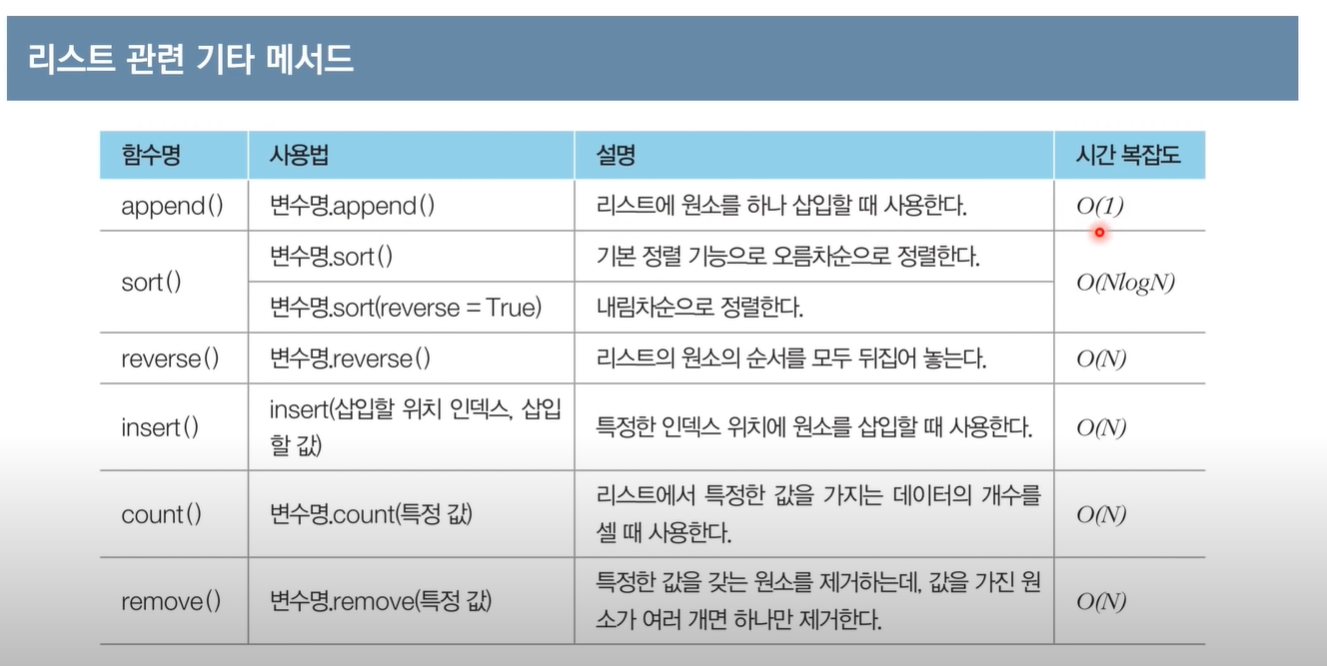 리스트 관련 기타 메서드
함수명 사용법 설명 시간 복잡도
append() 변수명.append() 리스트에 원소를 하나 삽입할 때 사용한다. O(1)
sort() 변수명.sort() 기본 정렬 기능으로 오름차순으로 정렬한다. O(NlogN)
변수명.sort(reverse = True) 내림차순으로 정렬한다.
reverse() 변수명.reverse() 리스트의 원소의 순서를 모두 뒤집어 놓는다. O(N)
insert() insert(삽입할 위치 인덱스, 삽입
할 값) 특정한 인덱스 위치에 원소를 삽입할 때 사용한다. O(N)
count() 변수명.count(특정 값) 리스트에서 특정한 값을 가지는 데이터의 개수를
셀 때 사용한다. O(N)
remove() 변수명.remove(특정 값) 특정한 값을 갖는 원소를 제거하는데, 값을 가진 원
소가 여러 개면 하나만 제거한다. O(N)